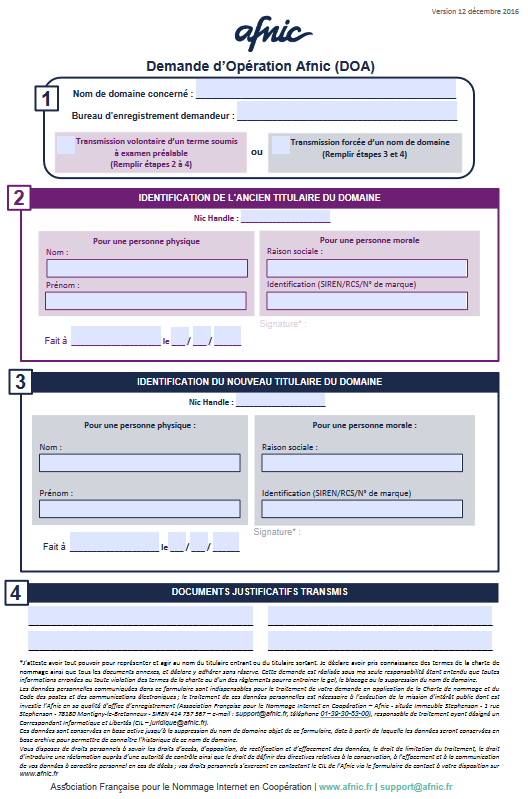 Version 12 décembre 2016
afnic
Demande d'Opération Afnic (DOA)
1
Nom de domaine concerné :
Bureau d'enregistrement demandeur :
Transmission volontaire d'un terme soumis
à examen préalable
(Remplir étapes 2 à 4)
ou
Transmission forcée d'un nom de domaine
(Remplir étapes 3 et 4)
2
IDENTIFICATION DE L'ANCIEN TITULAIRE DU DOMAINE
Nic Handle :
Pour une personne physique
Nom :
Prénom :
Pour une personne morale
Raison sociale :
Identification (SIREN/RCS/N° de marque)
Signature* :
Fait à le / /
3
IDENTIFICATION DU NOUVEAU TITULAIRE DU DOMAINE
Nic Handle :
Pour une personne physique :
Nom :
Prénom :
Pour une personne morale :
Raison sociale :
Identification (SIREN/RCS/N° de marque)
Signature* :
Fait à le / /
4
DOCUMENTS JUSTIFICATIFS TRANSMIS
*J'atteste avoir tout pouvoir pour représenter et agir au nom du titulaire entrant ou du titulaire sortant. Je déclare avoir pris connaissance des termes de la charte de
nommage ainsi que tous les documents annexes, et déclare y adhérer sans réserve. Cette demande est réalisée sous ma seule responsabilité étant entendu que toutes
informations erronées ou toute violation des termes de la charte ou d'un des règlements pourra entraîner le gel, le blocage ou la suppression du nom de domaine.
Les données personnelles communiquées dans ce formulaire sont indispensables pour le traitement de votre demande en application de la Charte de nommage et du
Code des postes et des communications électroniques ; le traitement de ces données personnelles est nécessaire à l'exécution de la mission d'intérêt public dont est
investie l'Afnic en sa qualité d'office d'enregistrement (Association Française pour le Nommage Internet en Coopération – Afnic - située Immeuble Stephenson - 1 rue
Stephenson - 78180 Montigny-le-Bretonneux - SIREN 414 757 567 – e-mail : support@afnic.fr, téléphone 01-39-30-83-00), responsable de traitement ayant désigné un
Correspondant Informatique et Libertés (CIL –juridique@afnic.fr).
Ces données sont conservées en base active jusqu'à la suppression du nom de domaine objet de ce formulaire, date à partir de laquelle les données seront conservées en
base archive pour permettre de connaître l'historique de ce nom de domaine.
Vous disposez de droits personnels à savoir les droits d'accès, d'opposition, de rectification et d'effacement des données, le droit de limitation du traitement, le droit
d'introduire une réclamation auprès d'une autorité de contrôle ainsi que le droit de définir des directives relatives à la conservation, à l'effacement et à la communication
de vos données à caractère personnel en cas de décès ; vos droits personnels s'exercent en contactant le CIL de l'Afnic via le formulaire de contact à votre disposition sur
www.afnic.fr
Association Française pour le Nommage Internet en Coopération | www.afnic.fr | support@afnic.fr